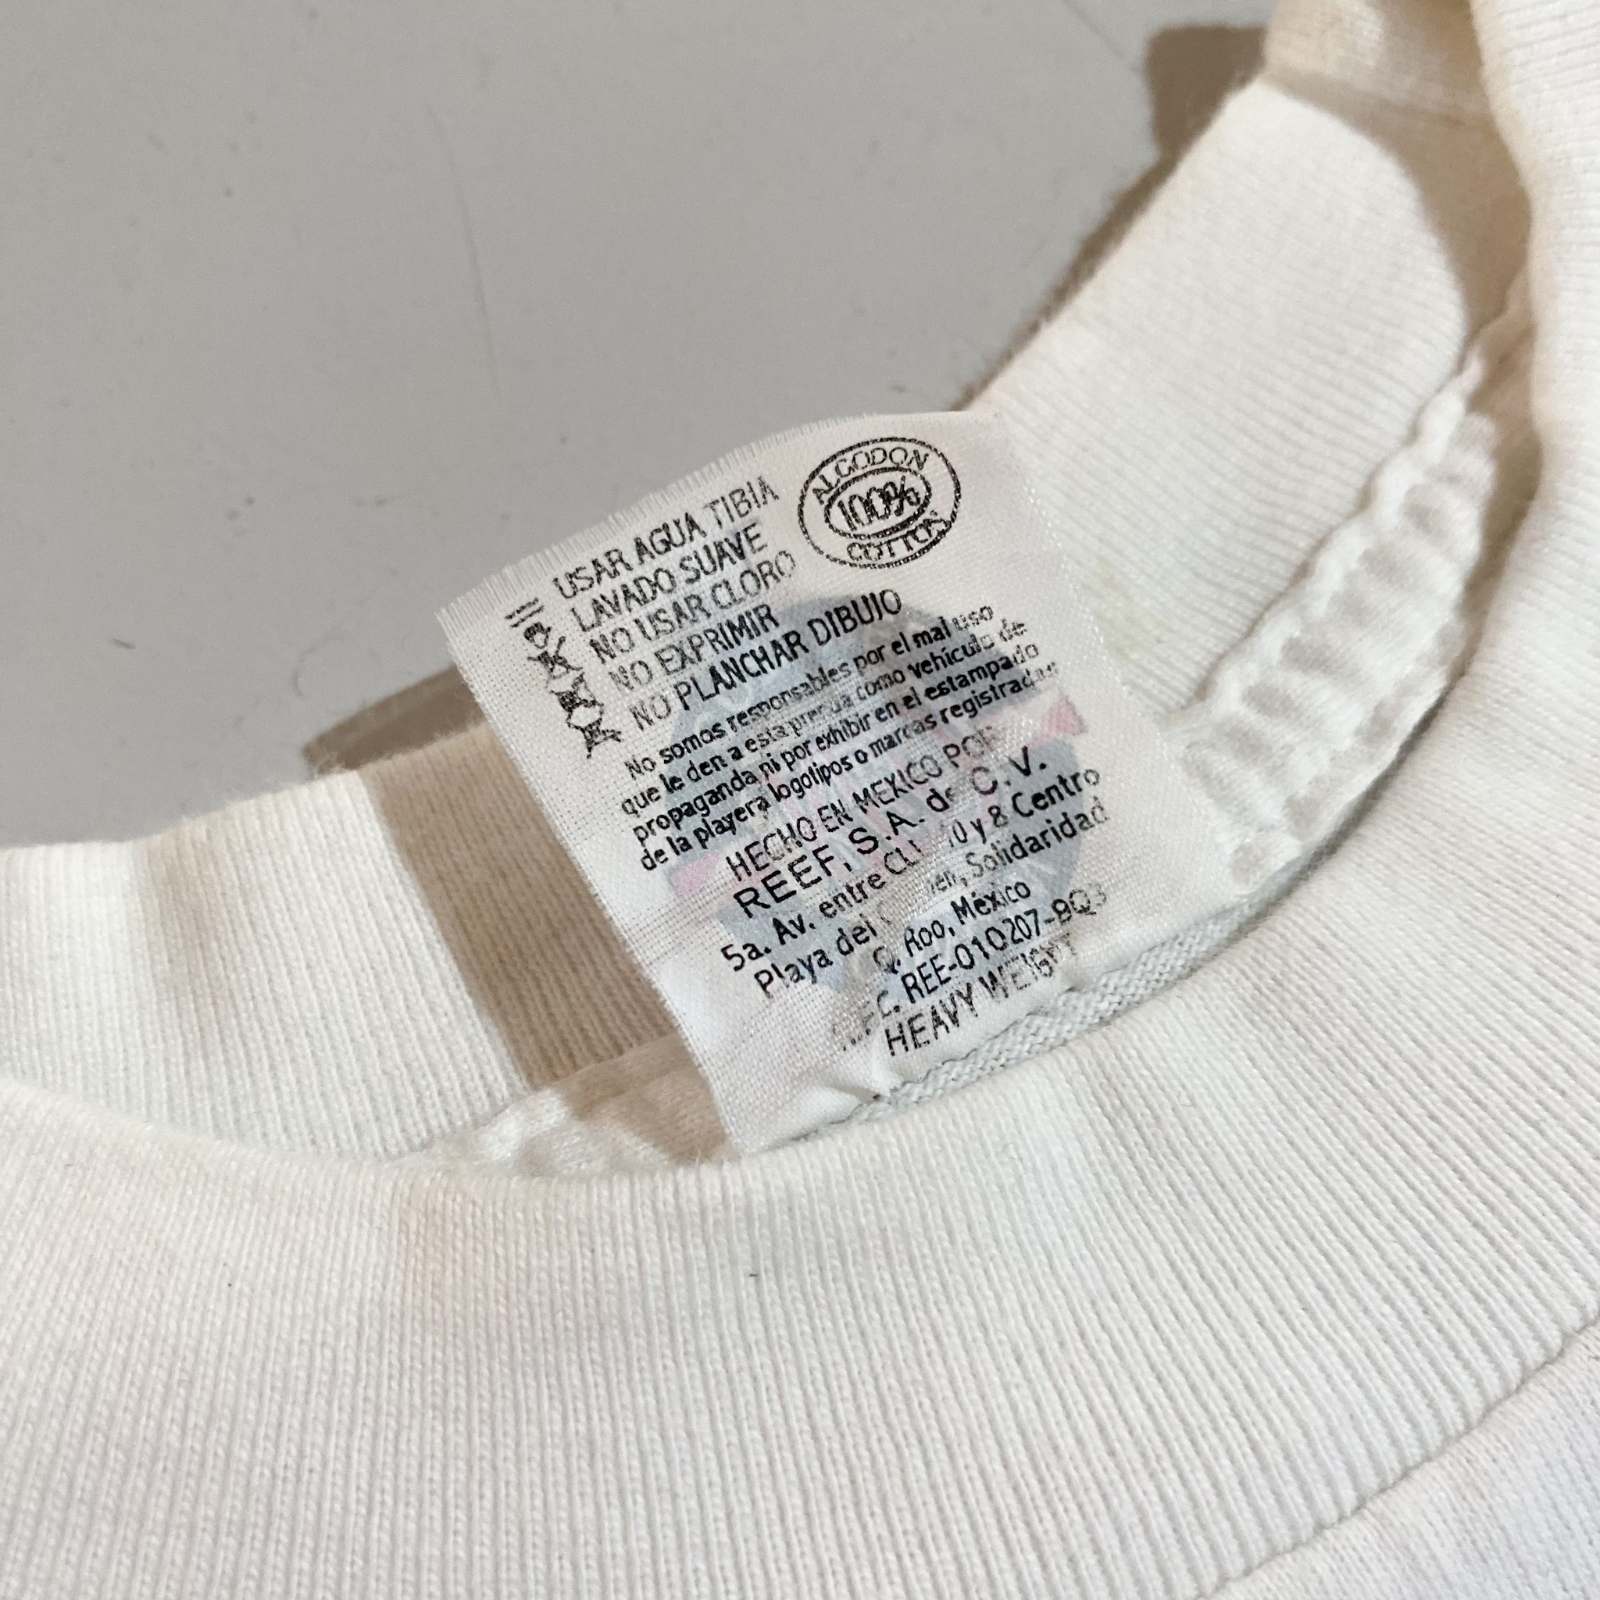 ALGODON
100%
COTTON
USAR AGUA TIBIA
LAVADO SUAVE
NO USAR CLORO
NO EXPRIMIR
NO PLANCHAR DIBUJO
No somos responsables por el mal uso
que le den a esta prenda como vehículo de
propaganda ni por exhibir en el estampado
de la playera logotipos o marcas registradas
HECHO EN MEXICO POR
REEF, S.A. de C.V.
5a. Av. entre 10 y 8 Centro
Playa del Solidaridad
Q. Roo, México
REE-010207-8Q3
HEAVY WEIGHT